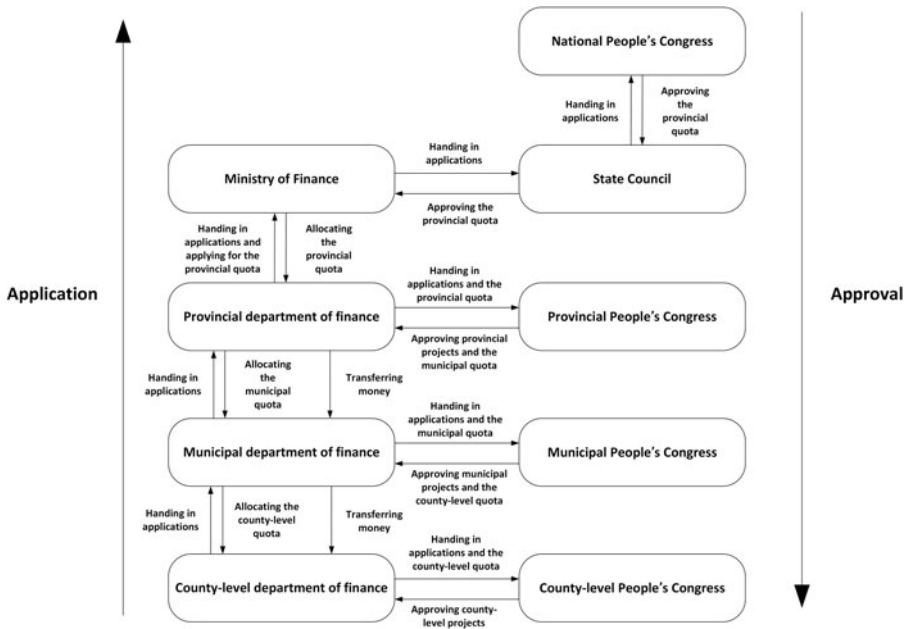 National People's Congress
Handing in
applications
Approving
the
provincial
quota
Ministry of Finance
Handing in
applications
Approving the
provincial quota
State Council
Handing in
applications and
applying for the
provincial quota
Allocating
the
provincial
quota
Application
Approval
Provincial department of finance
Handing in
applications and the
provincial quota
Approving provincial
projects and the
municipal quota
Provincial People's Congress
Handing in
applications
Allocating
the
municipal
quota
Transferring
money
Municipal department of finance
Handing in
applications and the
municipal quota
Approving municipal
projects and the
county-level quota
Municipal People's Congress
Handing in
applications
Allocating the
county-level
quota
Transferring
money
County-level department of finance
Handing in
applications and the
county-level quota
Approving county-
level projects
County-level People's Congress